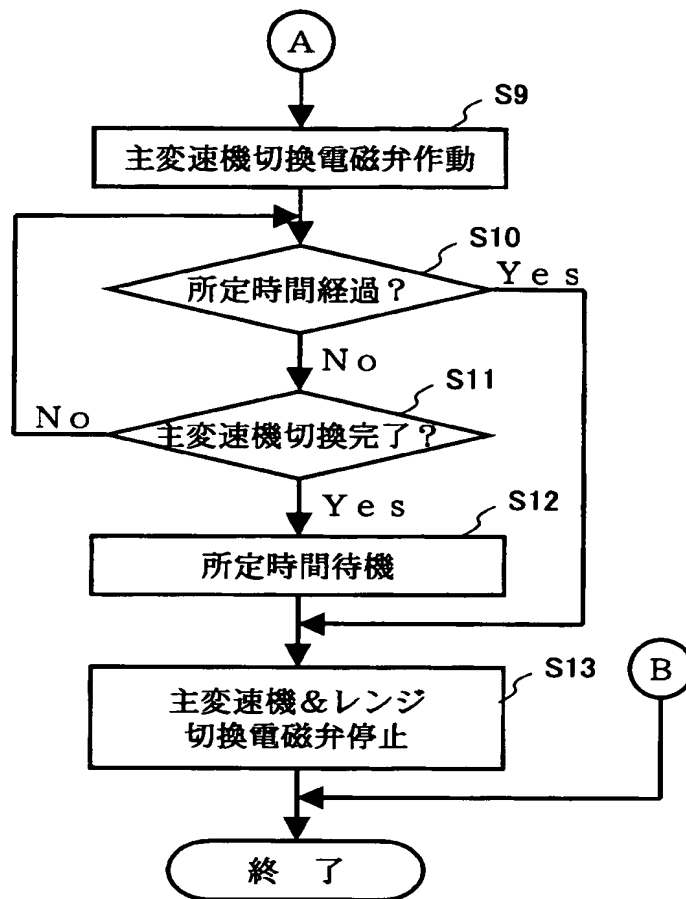 A
S9
主変速機切換電磁弁作動
S10
所定時間経過？
Yes
No
S11
主変速機切換完了？
No
Yes
S12
所定時間待機
S13
B
主変速機＆レンジ
切換電磁弁停止
終　了